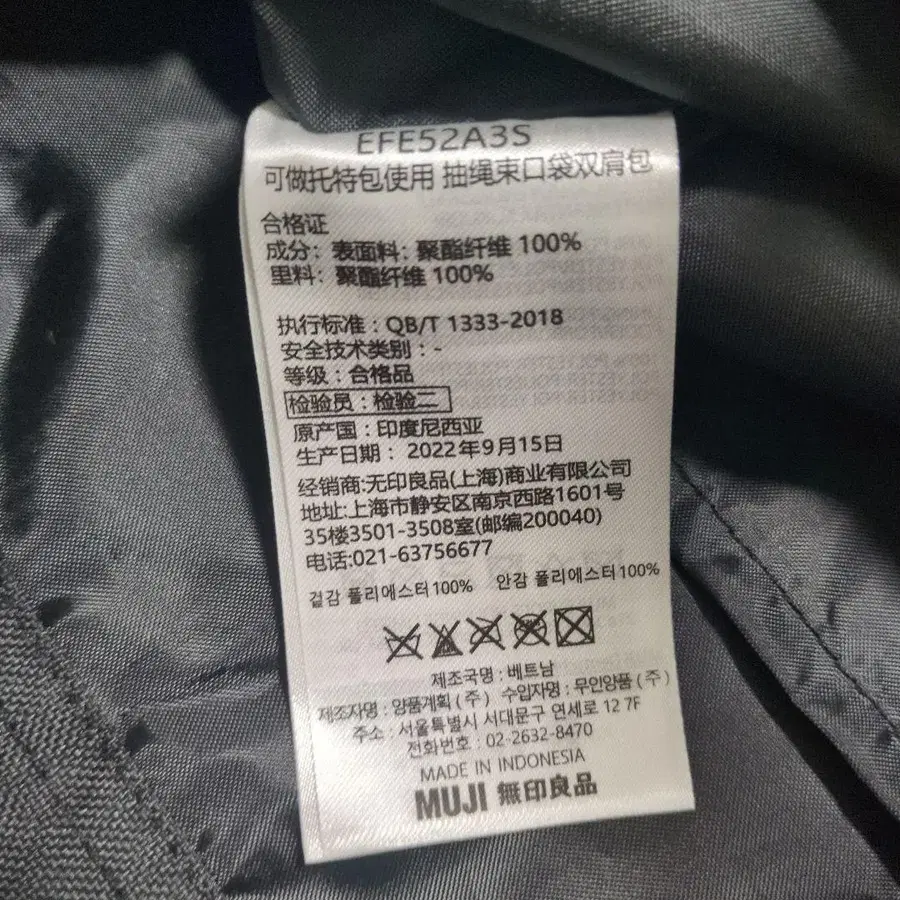 EFE52A3S
可做托特包使用 抽绳束口袋双肩包
合格证
成分：表面料：聚酯纤维 100%
里料：聚酯纤维 100%
执行标准：QB/T 1333-2018
安全技术类别：-
等级：合格品
检验员：检验二
原产国：印度尼西亚
生产日期：2022年9月15日
经销商:无印良品(上海)商业有限公司
地址:上海市静安区南京西路1601号
35楼3501-3508室(邮编200040)
电话:021-63756677
겉감 폴리에스터100% 안감 폴리에스터100%
제조국명 : 베트남
제조자명 : 양품계획 (주) 수입자명 : 무인양품 (주)
주소 : 서울특별시 서대문구 연세로 12 7F
전화번호 : 02-2632-8470
MADE IN INDONESIA
MUJI 無印良品